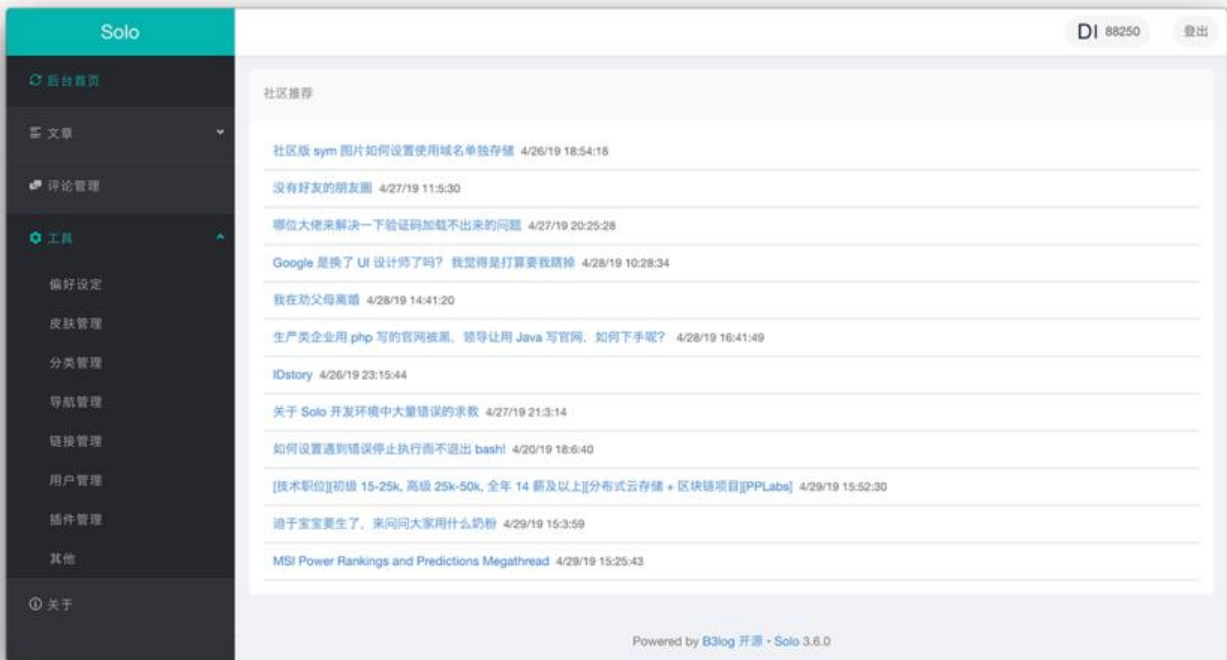 Solo
DI 88250
登出
后台首页
文章
评论管理
工具
偏好设定
皮肤管理
分类管理
导航管理
链接管理
用户管理
插件管理
其他
关于
社区推荐
社区版 sym 图片如何设置使用域名单独存储 4/26/19 18:54:18
没有好友的朋友圈 4/27/19 11:5:30
哪位大佬来解决一下验证码加载不出来的问题 4/27/19 20:25:28
Google 是换了 UI 设计师了吗？ 我觉得是打算要我瞎掉 4/28/19 10:28:34
我在劝父母离婚 4/28/19 14:41:20
生产类企业用 php 写的官网被黑，领导让用 Java 写官网，如何下手呢？ 4/28/19 16:41:49
IDstory 4/26/19 23:15:44
关于 Solo 开发环境中大量错误的求救 4/27/19 21:3:14
如何设置遇到错误停止执行而不退出 bash! 4/20/19 18:6:40
[技术职位][初级 15-25k, 高级 25k-50k, 全年 14 薪及以上][分布式云存储 + 区块链项目][PPLabs] 4/29/19 15:52:30
迫于宝宝要生了，来问问大家用什么奶粉 4/29/19 15:3:59
MSI Power Rankings and Predictions Megathread 4/29/19 15:25:43
Powered by B3log 开源 • Solo 3.6.0